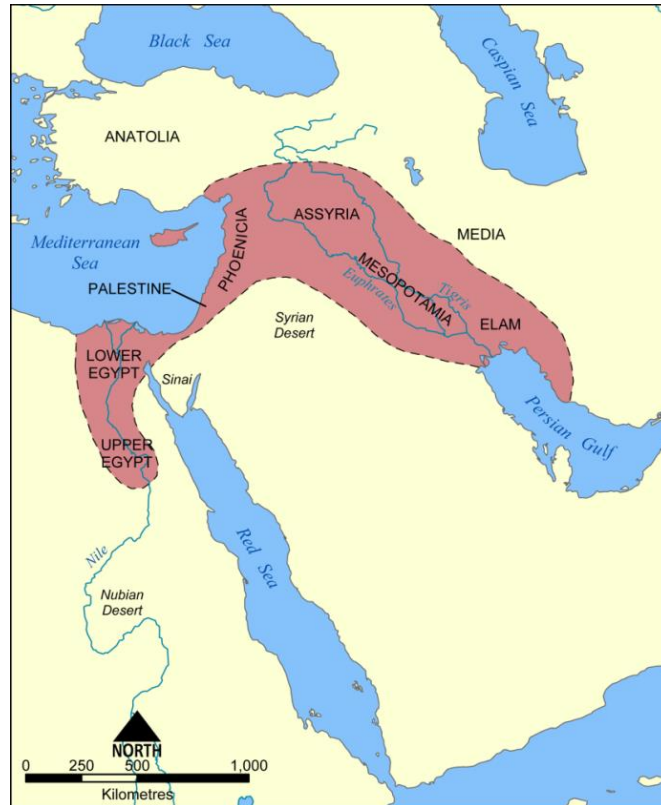 Black Sea
Caspian
Sea
ANATOLIA
ASSYRIA
PHOENICIA
Mediterranean
Sea
MEDIA
MESOPOTAMIA
Tigris
Euphrates
PALESTINE
ELAM
Syrian
Desert
LOWER
EGYPT
Sinai
Persian Gulf
UPPER
EGYPT
Red Sea
Nile
Nubian
Desert
NORTH
0 250 500 1,000
Kilometres